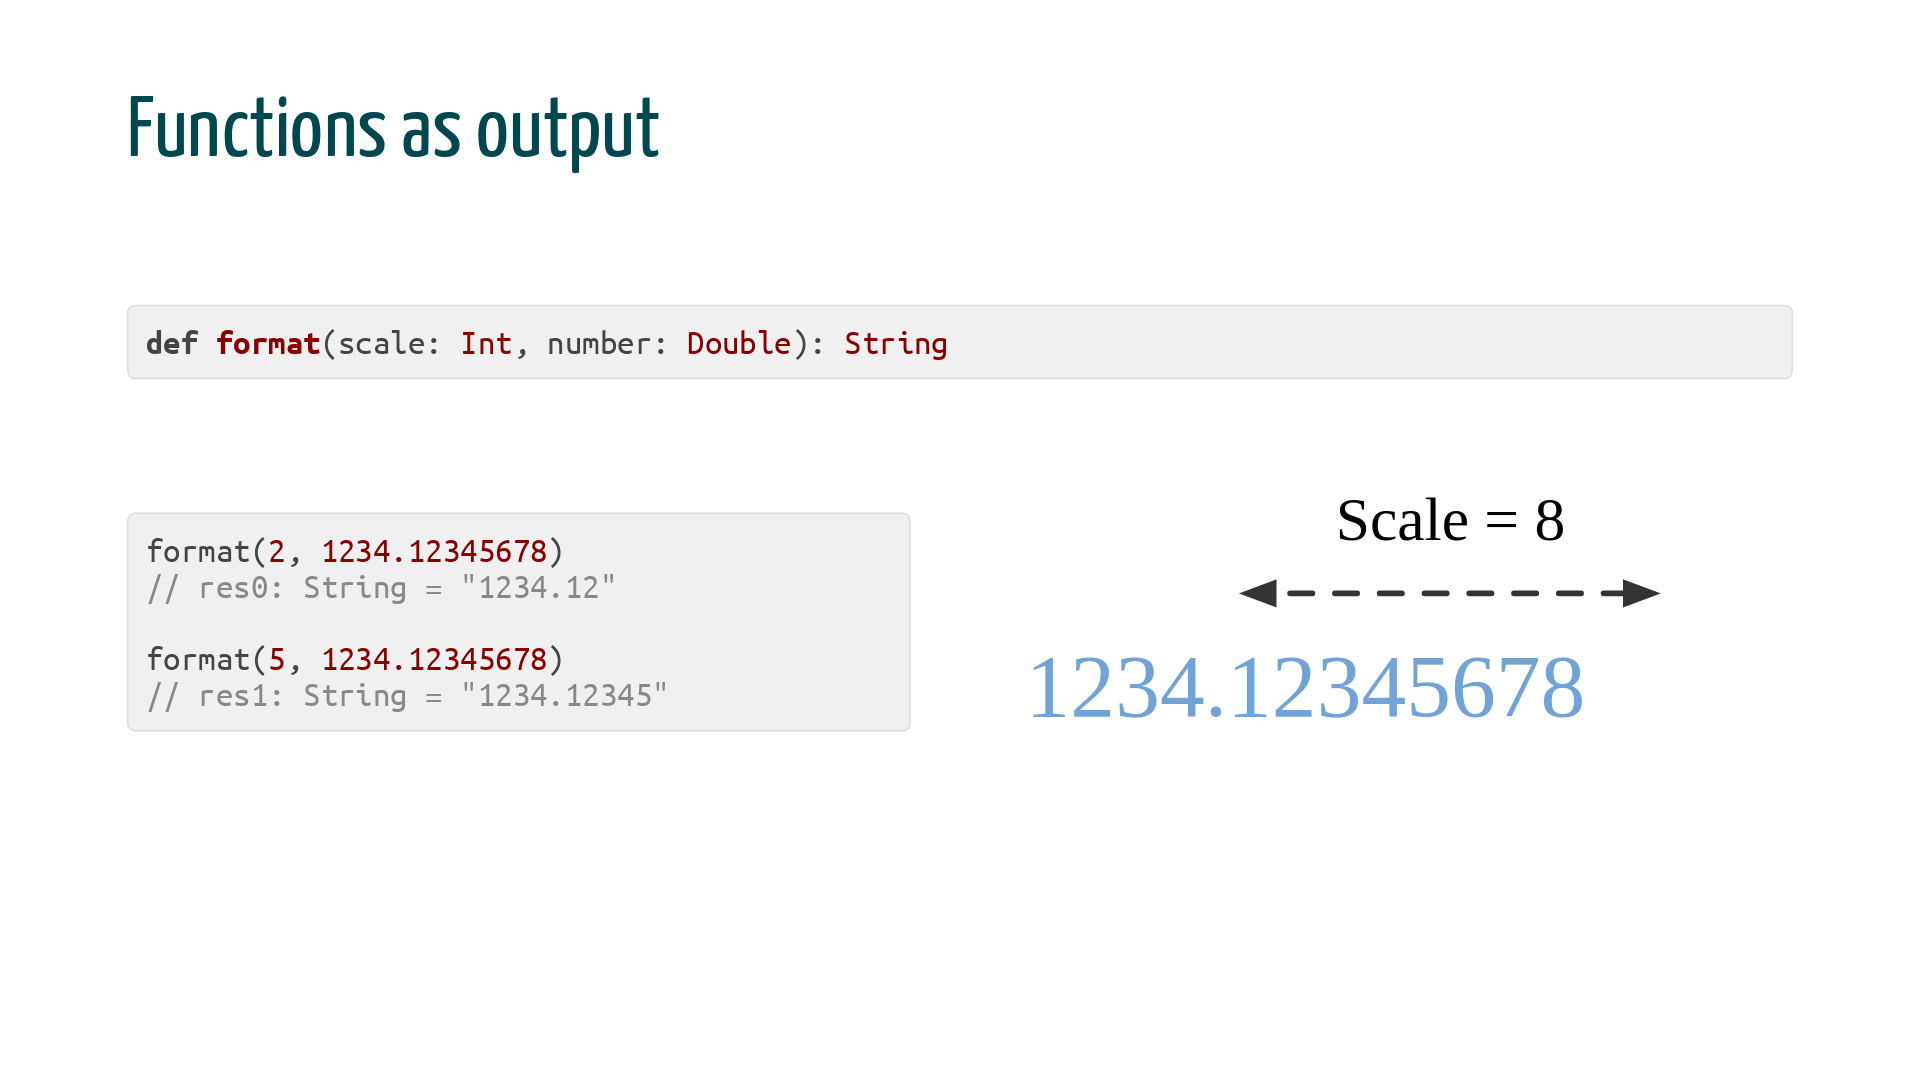 Functions as output
def format(scale: Int, number: Double): String
format(2, 1234.12345678)
// res0: String = "1234.12"
format(5, 1234.12345678)
// res1: String = "1234.12345"
Scale = 8
1234.12345678